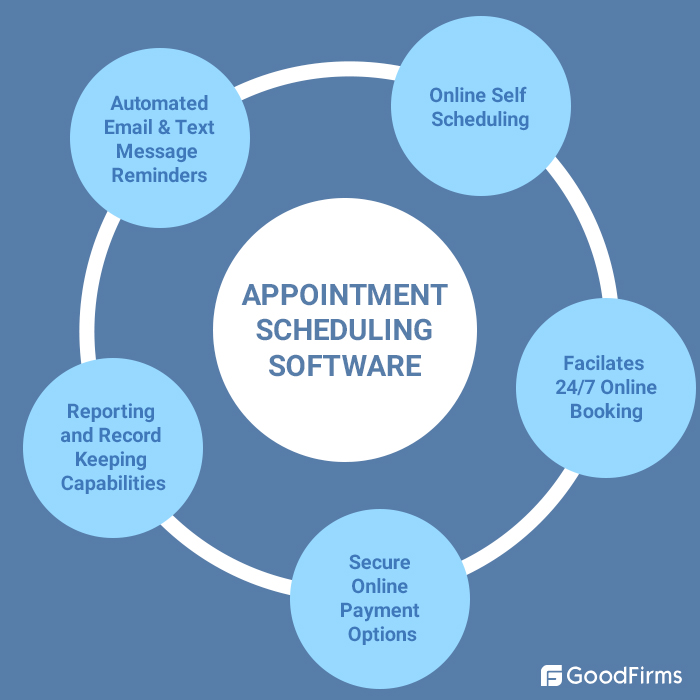 APPOINTMENT
SCHEDULING
SOFTWARE
Automated
Email & Text
Message
Reminders
Online Self
Scheduling
Facilates
24/7 Online
Booking
Secure
Online
Payment
Options
Reporting
and Record
Keeping
Capabilities
GoodFirms